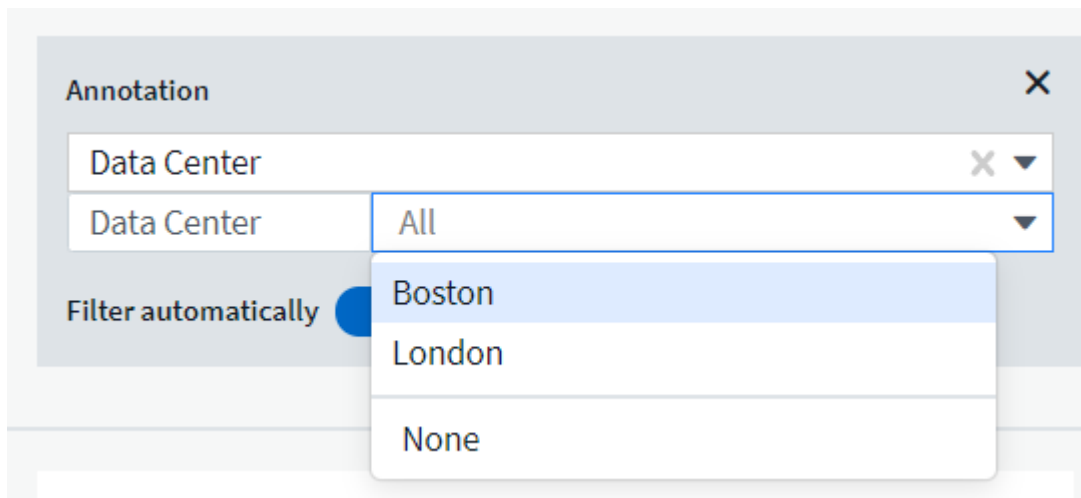 Annotation
Data Center
Data Center All
Filter automatically Boston
London
None